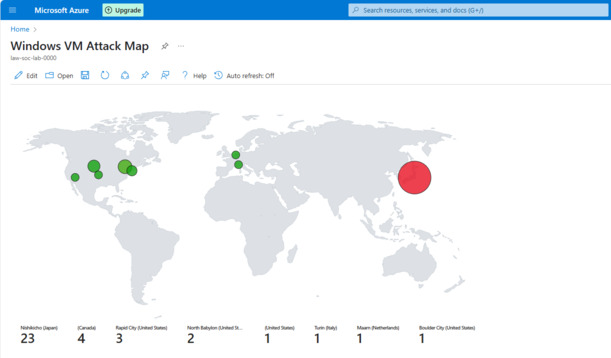 Microsoft Azure
Upgrade
Search resources, services, and docs (G+/)
Home
Windows VM Attack Map
law-soc-lab-0000
Edit
Open
Help
Auto refresh: Off
Nishikicho (Japan)
23
(Canada)
4
Rapid City (United States)
3
North Babylon (United St...
2
(United States)
1
Turin (Italy)
1
Maarn (Netherlands)
1
Boulder City (United States)
1